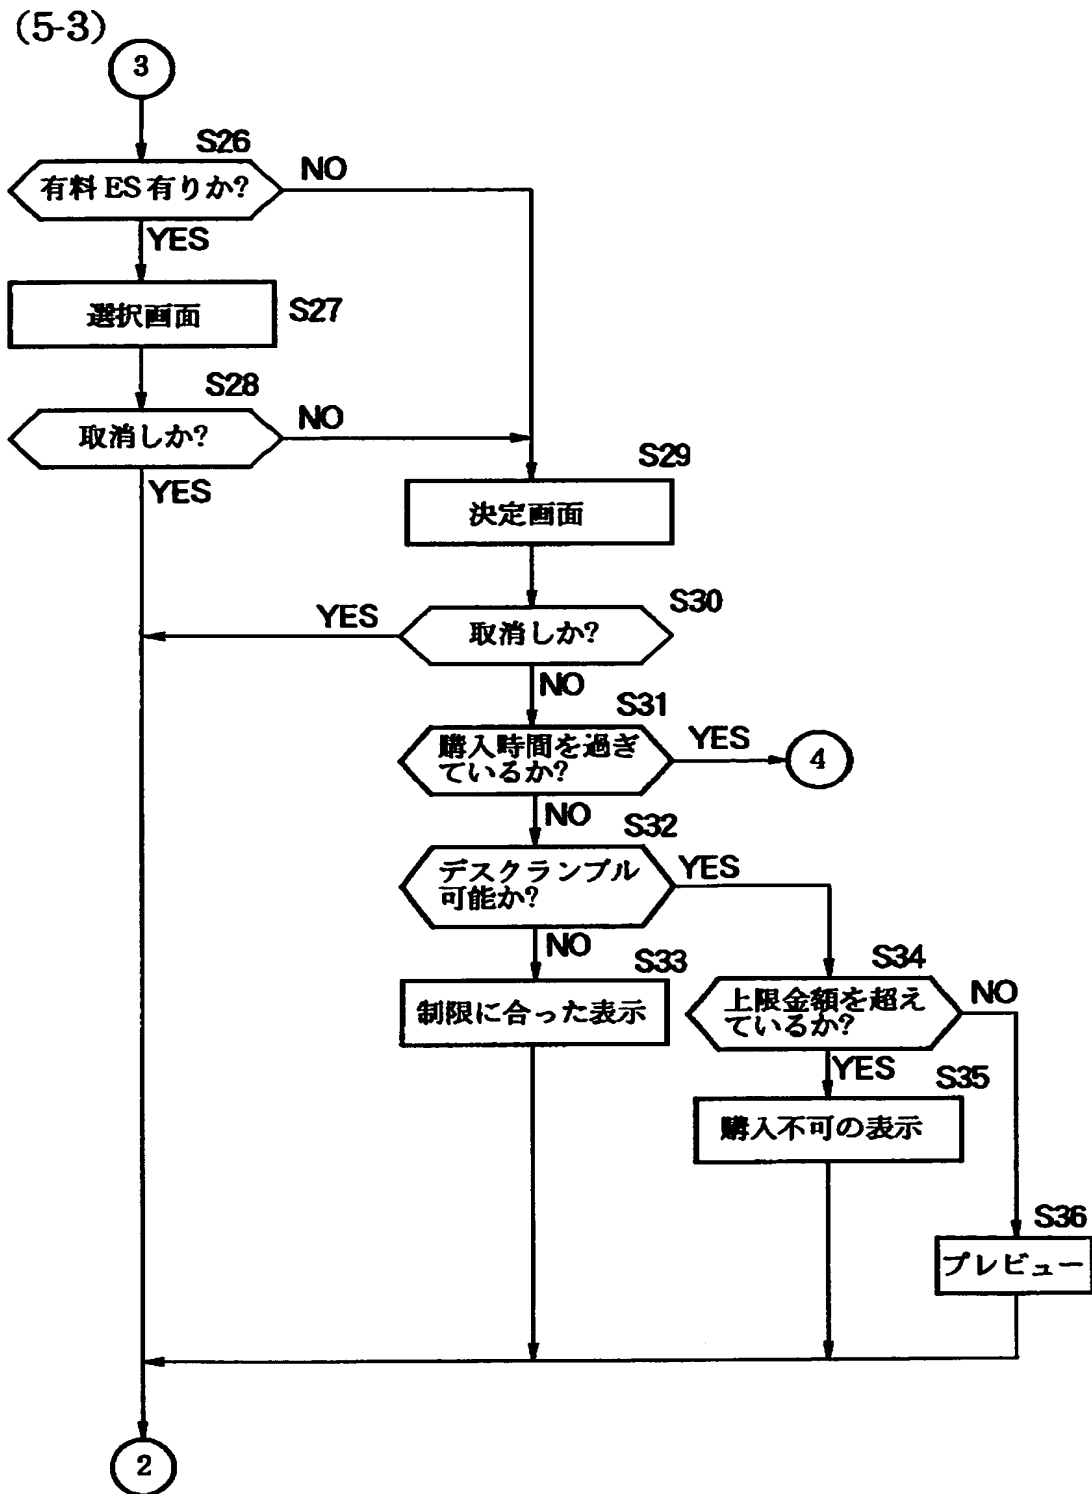 (5-3)
3
S26
有料ES有りか?
NO
YES
選択画面
S27
S28
取消しか?
NO
YES
S29
決定画面
S30
YES
取消しか?
NO
S31
購入時間を過ぎ
ているか?
YES
4
NO
S32
デスクランブル
可能か?
YES
NO
S33
制限に合った表示
S34
上限金額を超え
ているか?
NO
YES
S35
購入不可の表示
S36
プレビュー
2